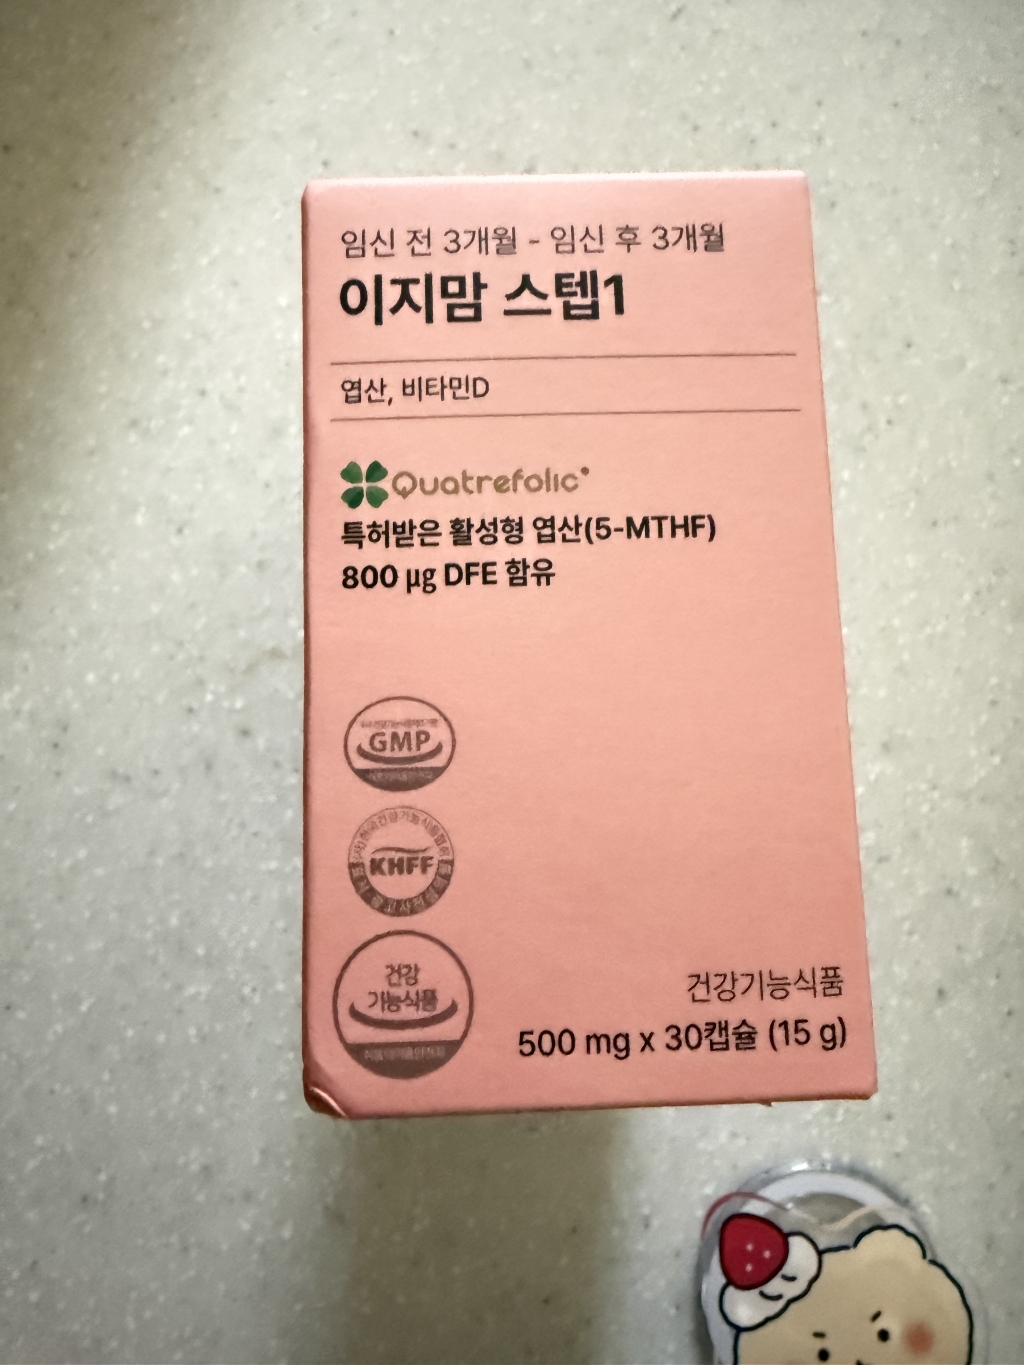 임신 전 3개월 - 임신 후 3개월
이지맘 스텝1
엽산, 비타민D
Quatrefolic
특허받은 활성형 엽산(5-MTHF)
800 µg DFE 함유
GMP
KHFF
건강
기능식품
건강기능식품
500 mg x 30캡슐 (15 g)